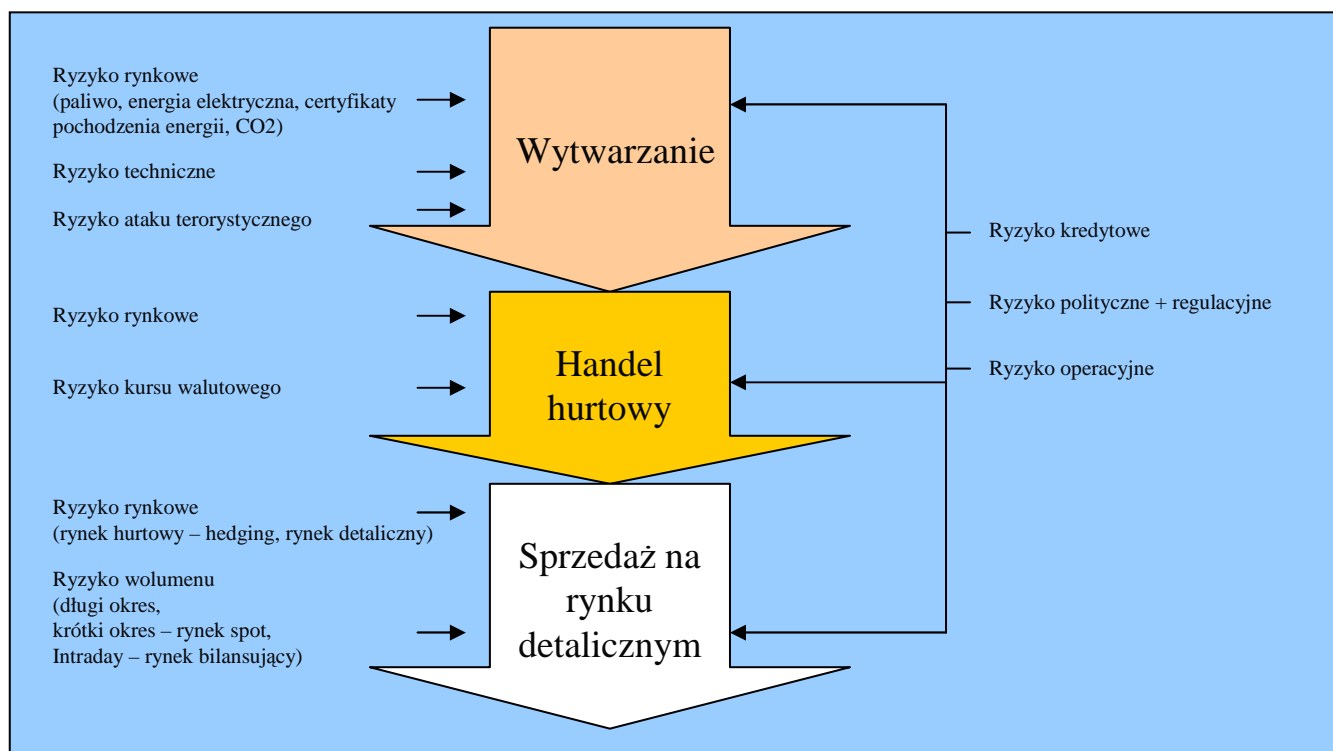 Ryzyko rynkowe
(paliwo, energia elektryczna, certyfikaty
pochodzenia energii, CO2)
Ryzyko techniczne
Ryzyko ataku terorystycznego
Wytwarzanie
Ryzyko rynkowe
Ryzyko kursu walutowego
Handel
hurtowy
Ryzyko rynkowe
(rynek hurtowy – hedging, rynek detaliczny)
Ryzyko wolumenu
(długi okres,
krótki okres – rynek spot,
Intraday – rynek bilansujący)
Sprzedaż na
rynku
detalicznym
Ryzyko kredytowe
Ryzyko polityczne + regulacyjne
Ryzyko operacyjne